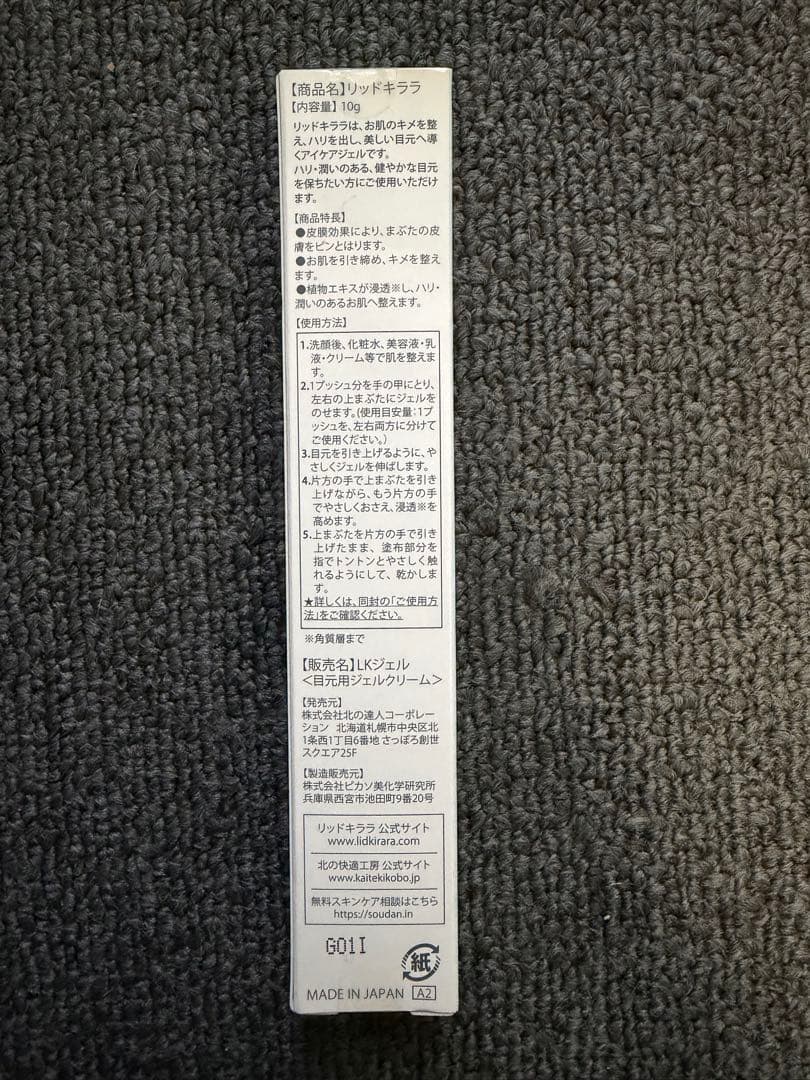 【商品名】リッドキララ
【内容量】10g
リッドキララは、お肌のキメを整
え、ハリを出し、美しい目元へ導
くアイケアジェルです。
ハリ・潤いのある、健やかな目元
を保ちたい方にご使用いただけ
ます。
【商品特長】
●皮膜効果により、まぶたの皮
膚をピンとはります。
●お肌を引き締め、キメを整え
ます。
●植物エキスが浸透※し、ハリ・
潤いのあるお肌へ整えます。
【使用方法】
1.洗顔後、化粧水、美容液・乳
液・クリーム等で肌を整えま
す。
2.1プッシュ分を手の甲にとり、
左右の上まぶたにジェルを
のせます。(使用目安量:1プ
ッシュを、左右両方に分けて
ご使用ください。)
3.目元を引き上げるように、や
さしくジェルを伸ばします。
4.片方の手で上まぶたを引き
上げながら、もう片方の手
でやさしくおさえ、浸透※を
高めます。
5.上まぶたを片方の手で引き
上げたまま、塗布部分を
指でトントンとやさしく触
れるようにして、乾かしま
す。
★詳しくは、同封の「ご使用方
法」をご確認ください。
※角質層まで
【販売名】LKジェル
＜目元用ジェルクリーム＞
【発売元】
株式会社北の達人コーポレー
ション 北海道札幌市中央区北
1条西1丁目6番地 さっぽろ創世
スクエア25F
【製造販売元】
株式会社ピカソ美化学研究所
兵庫県西宮市池田町9番20号
リッドキララ 公式サイト
www.lidkirara.com
北の快適工房 公式サイト
www.kaitekikobo.jp
無料スキンケア相談はこちら
https://soudan.in
G01I
紙
MADE IN JAPAN A2